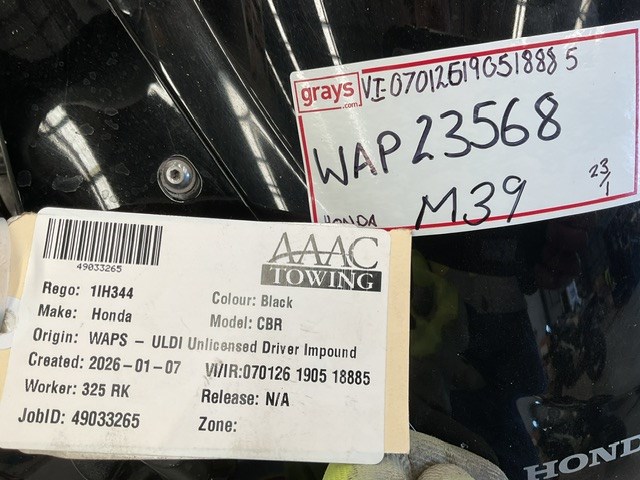 grays
.com
VI-070126190518885
WAP23568
HONDA
M39
23/1
49033265
AAAC
TOWING
Rego: 1IH344
Colour: Black
Make: Honda
Model: CBR
Origin: WAPS - ULDI Unlicensed Driver Impound
Created: 2026-01-07
VI/IR:070126 1905 18885
Worker: 325 RK
Release: N/A
JobID: 49033265
Zone:
HOND